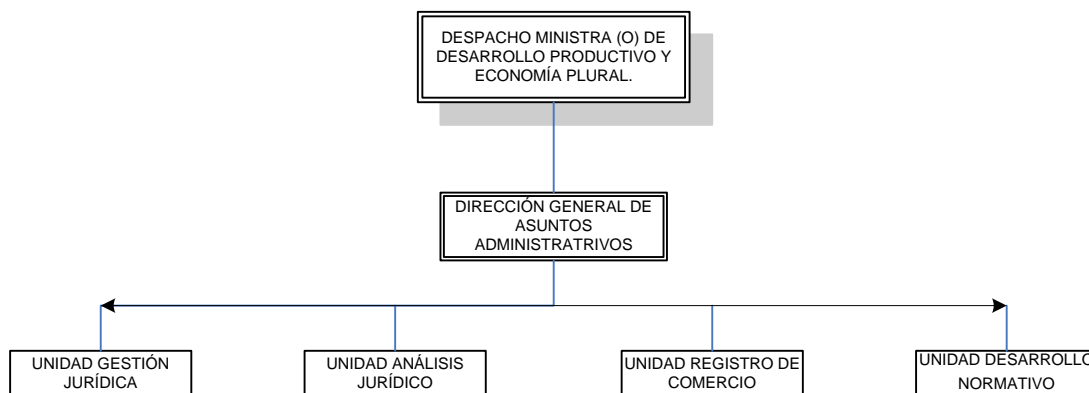 DESPACHO MINISTRA (O) DE
DESARROLLO PRODUCTIVO Y
ECONOMÍA PLURAL.
DIRECCIÓN GENERAL DE
ASUNTOS
ADMINISTRATRIVOS
UNIDAD GESTIÓN
JURÍDICA
UNIDAD ANÁLISIS
JURÍDICO
UNIDAD REGISTRO DE
COMERCIO
UNIDAD DESARROLLO
NORMATIVO